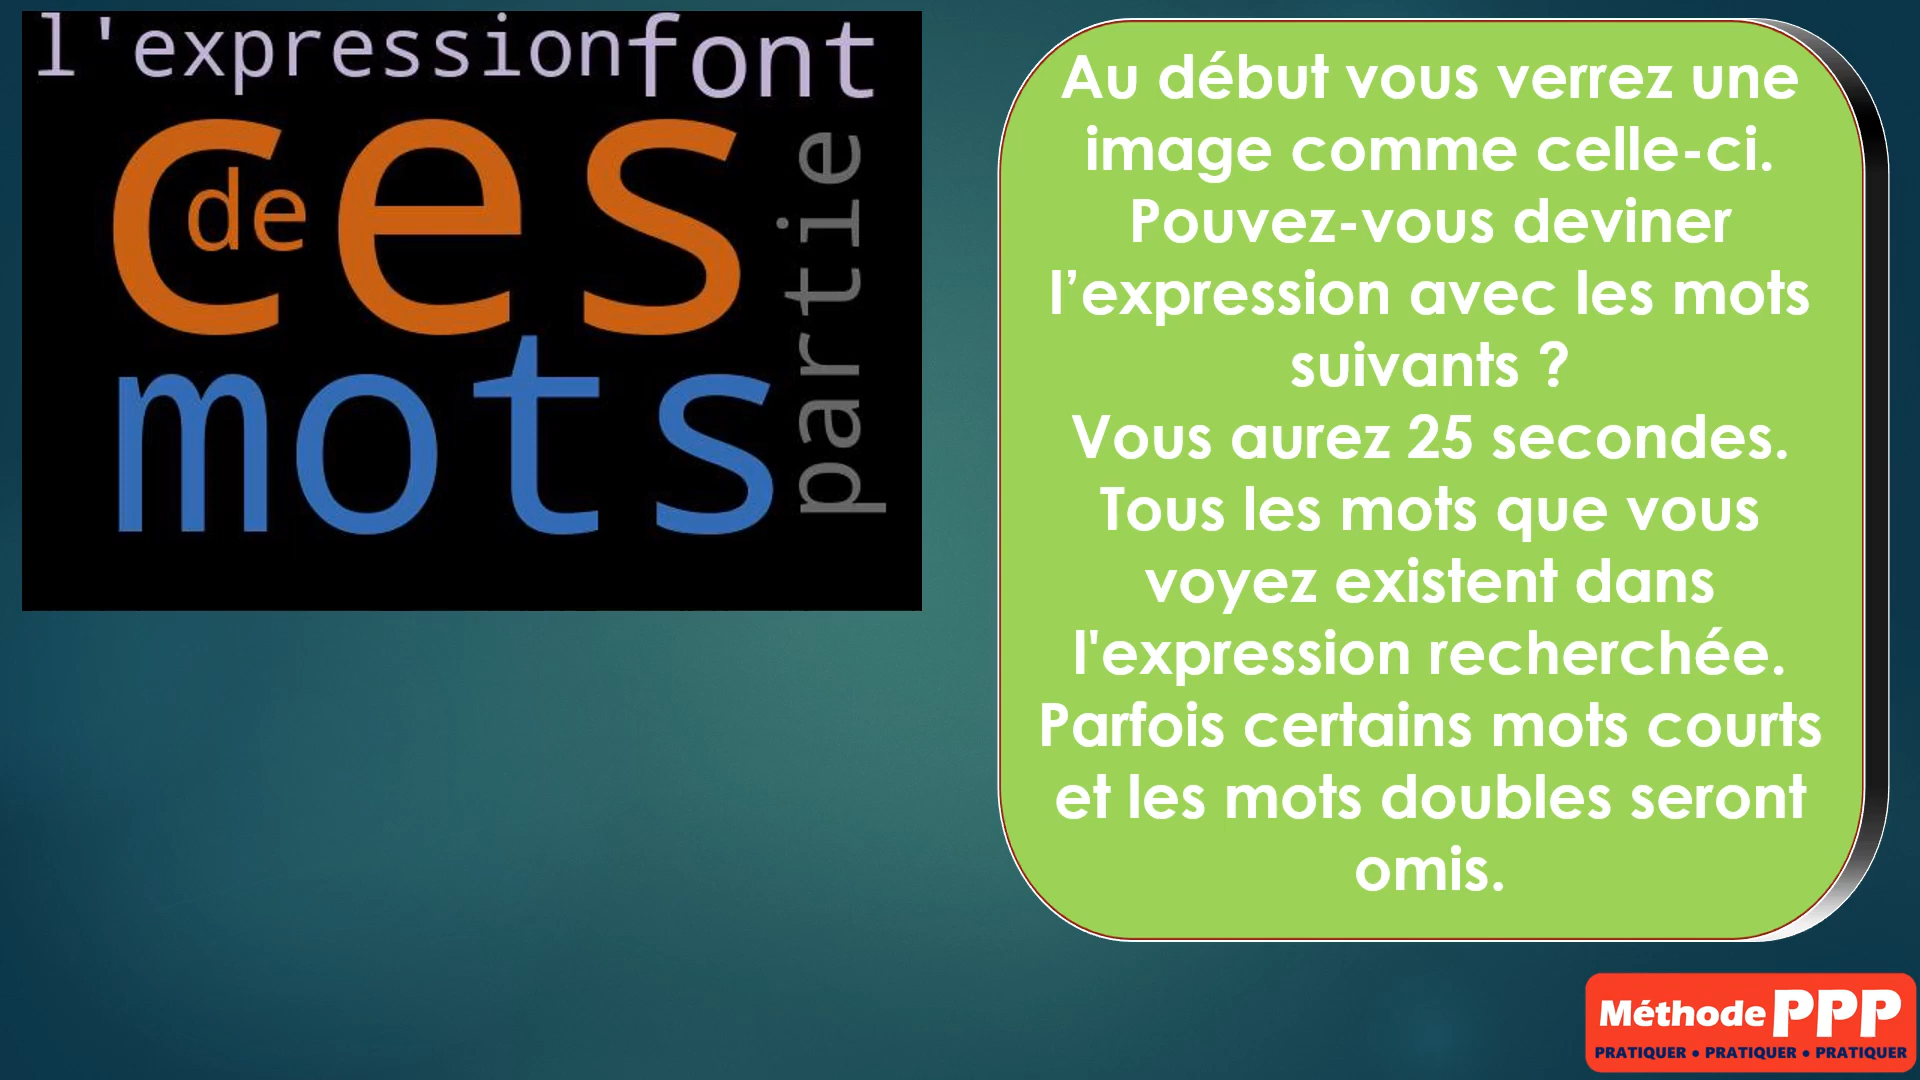 l'expression font
ces
de
partie
mots
Au début vous verrez une
image comme celle-ci.
Pouvez-vous deviner
l’expression avec les mots
suivants ?
Vous aurez 25 secondes.
Tous les mots que vous
voyez existent dans
l'expression recherchée.
Parfois certains mots courts
et les mots doubles seront
omis.
Méthode PPP
PRATIQUER • PRATIQUER • PRATIQUER